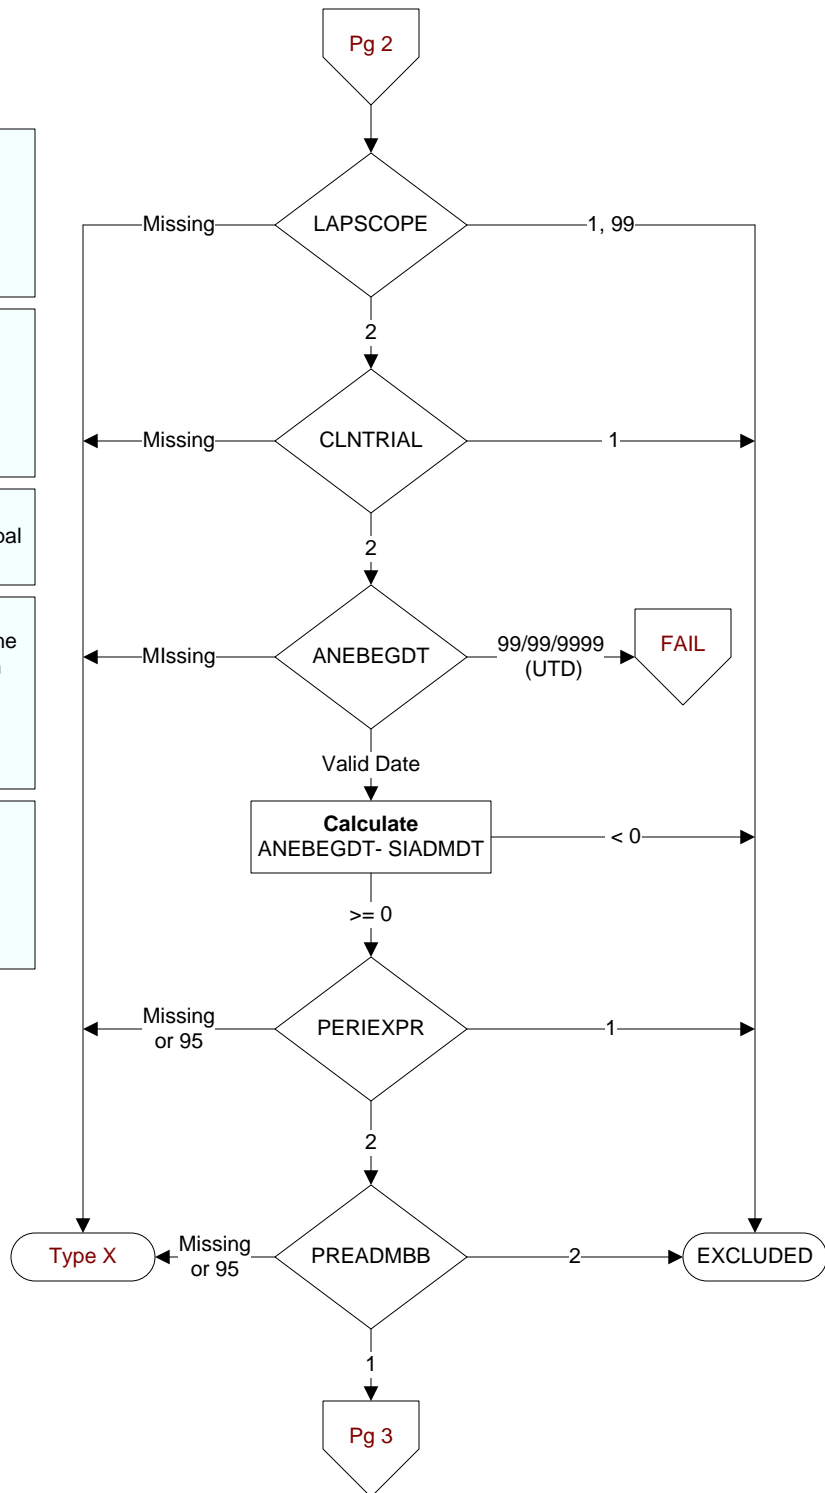 Pg 2
LAPSCOPE
Missing
1, 99
2
CLNTRIAL
Missing
1
2
oal
ANEBEGDT
MIssing
99/99/9999
(UTD)
FAIL
he
Valid Date
Calculate
ANEBEGDT- SIADMDT
< 0
>= 0
PERIEXPR
Missing
or 95
1
2
PREADMBB
Missing
or 95
Type X
2
EXCLUDED
1
Pg 3